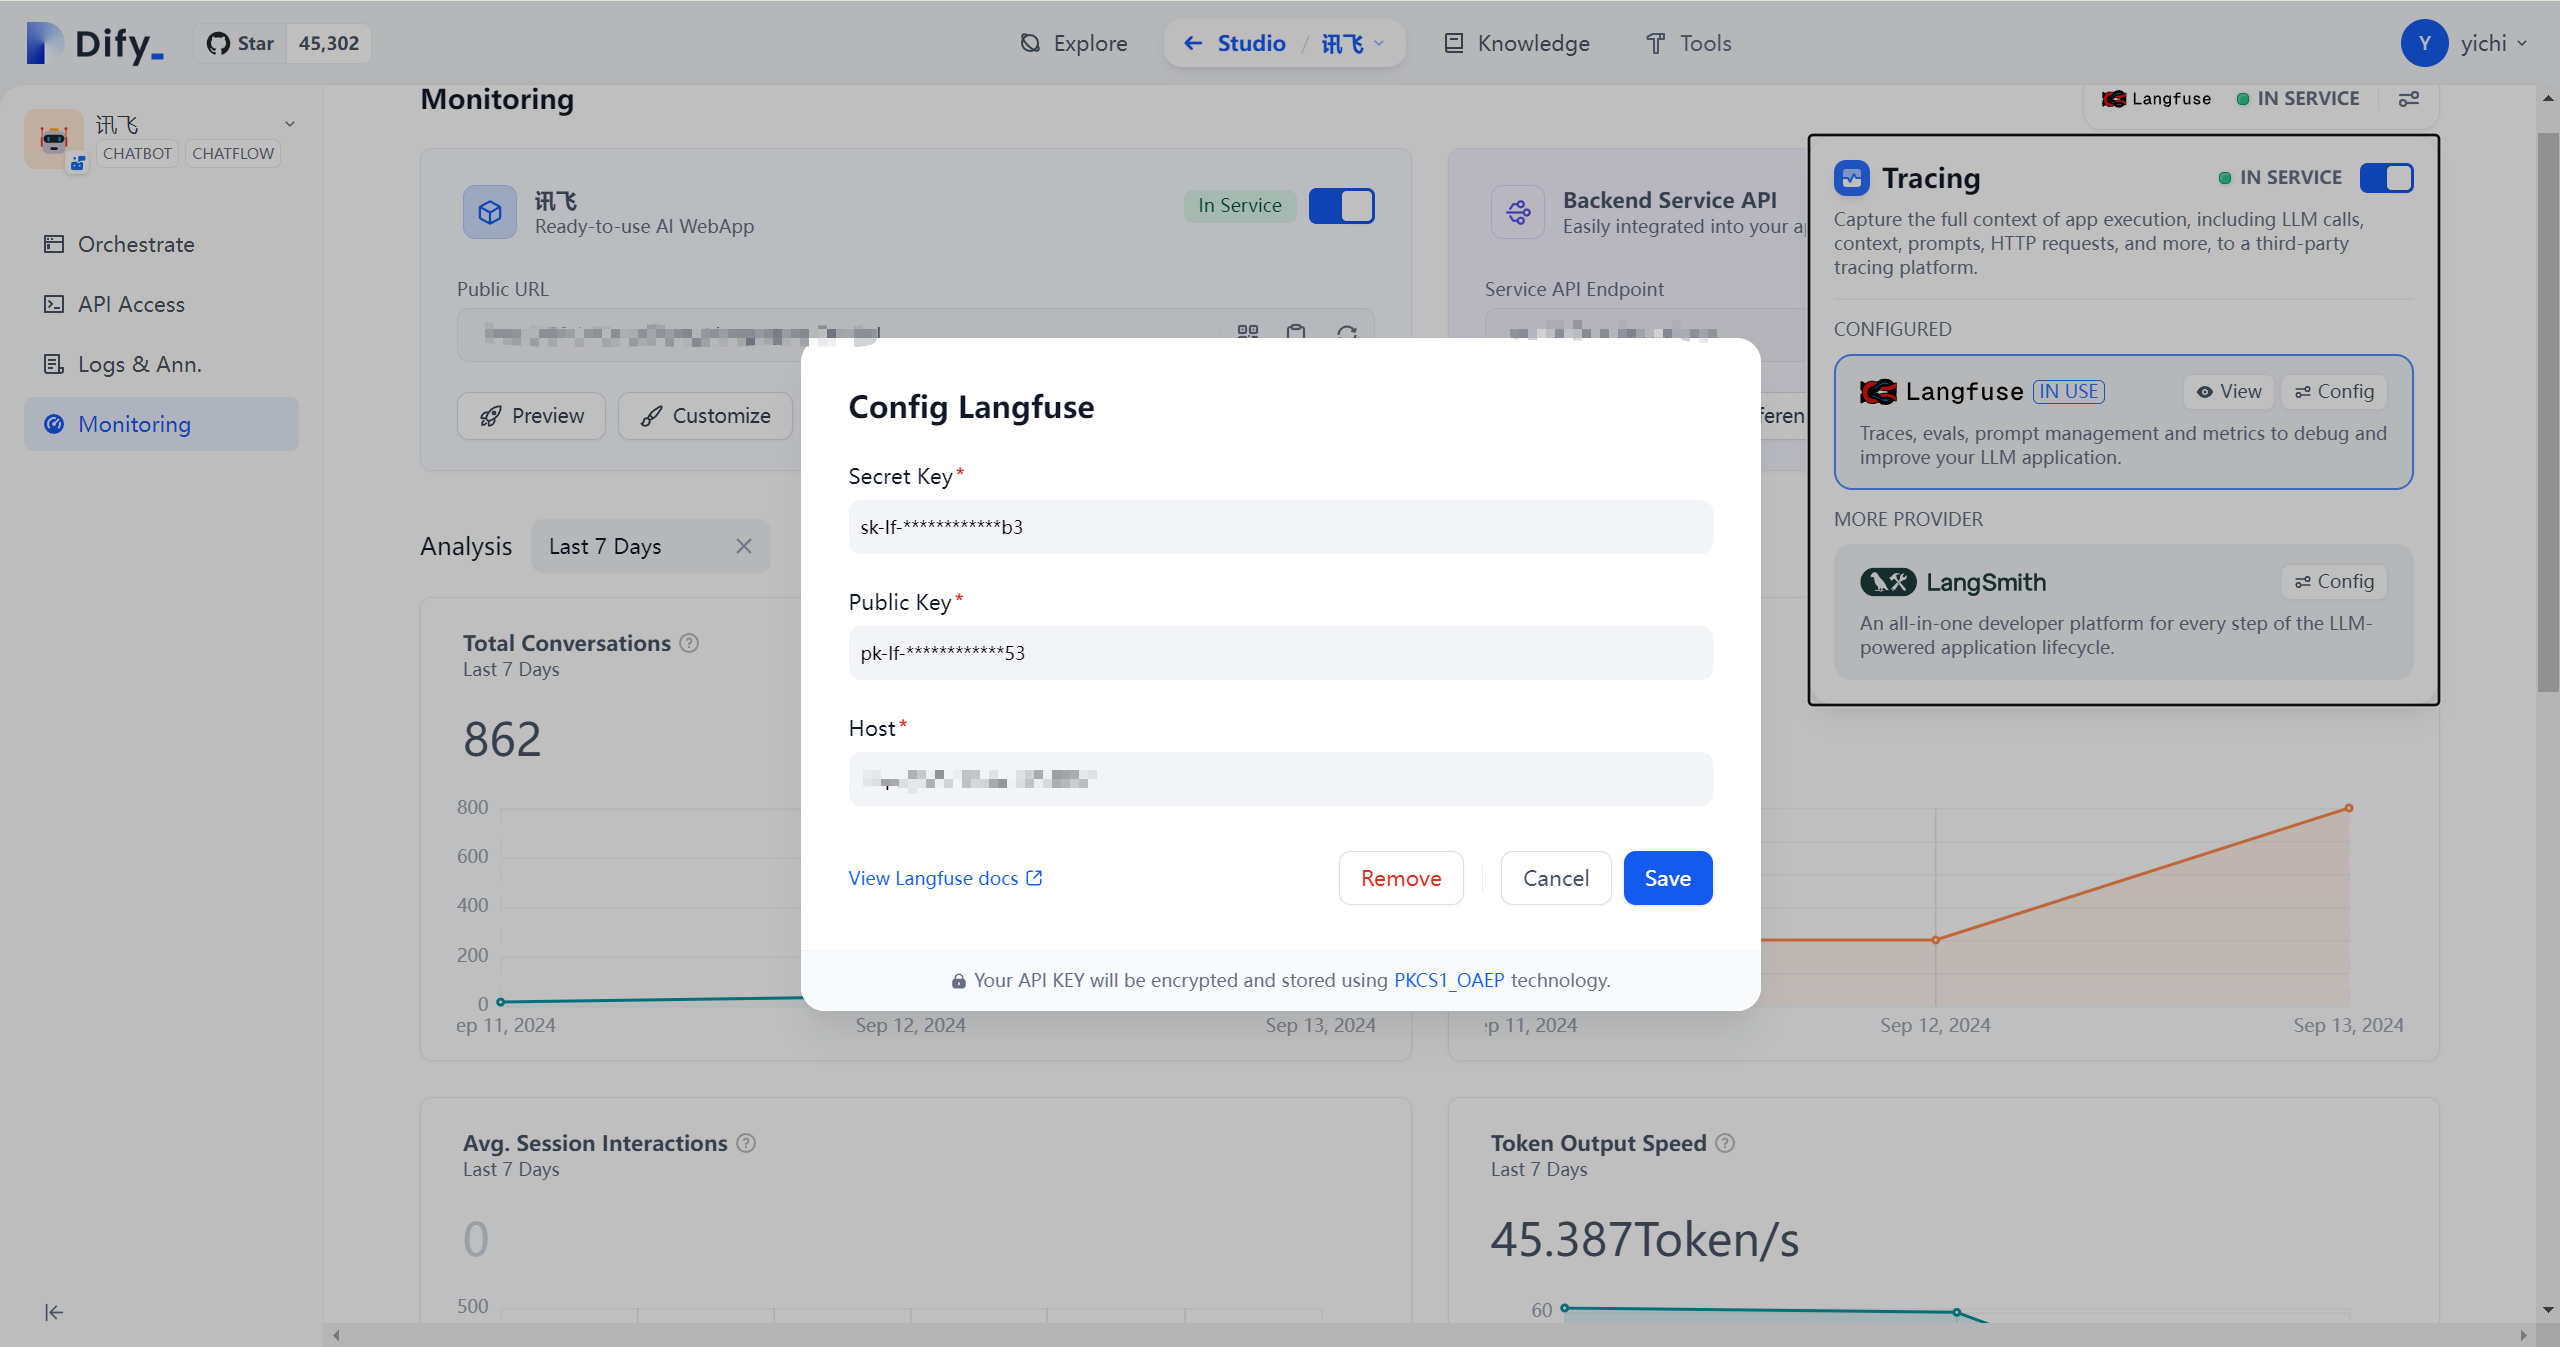 Dify_
Star 45,302
Explore
Studio / 讯飞
Knowledge
Tools
Y yichi
讯飞
CHATBOT CHATFLOW
Orchestrate
API Access
Logs & Ann.
Monitoring
Monitoring
Langfuse IN SERVICE
讯飞
Ready-to-use AI WebApp
In Service
Public URL
Preview
Customize
Backend Service API
Easily integrated into your a
Service API Endpoint
feren
Tracing
IN SERVICE
Capture the full context of app execution, including LLM calls,
context, prompts, HTTP requests, and more, to a third-party
tracing platform.
CONFIGURED
Langfuse IN USE
View
Config
Traces, evals, prompt management and metrics to debug and
improve your LLM application.
MORE PROVIDER
LangSmith
Config
An all-in-one developer platform for every step of the LLM-
powered application lifecycle.
Config Langfuse
Secret Key*
sk-lf-************b3
Public Key*
pk-lf-************53
Host*
View Langfuse docs
Remove
Cancel
Save
Your API KEY will be encrypted and stored using PKCS1_OAEP technology.
Analysis
Last 7 Days
Total Conversations
Last 7 Days
862
800
600
400
200
0
ep 11, 2024
Sep 12, 2024
Sep 13, 2024
ep 11, 2024
Sep 12, 2024
Sep 13, 2024
Avg. Session Interactions
Last 7 Days
0
500
Token Output Speed
Last 7 Days
45.387Token/s
60